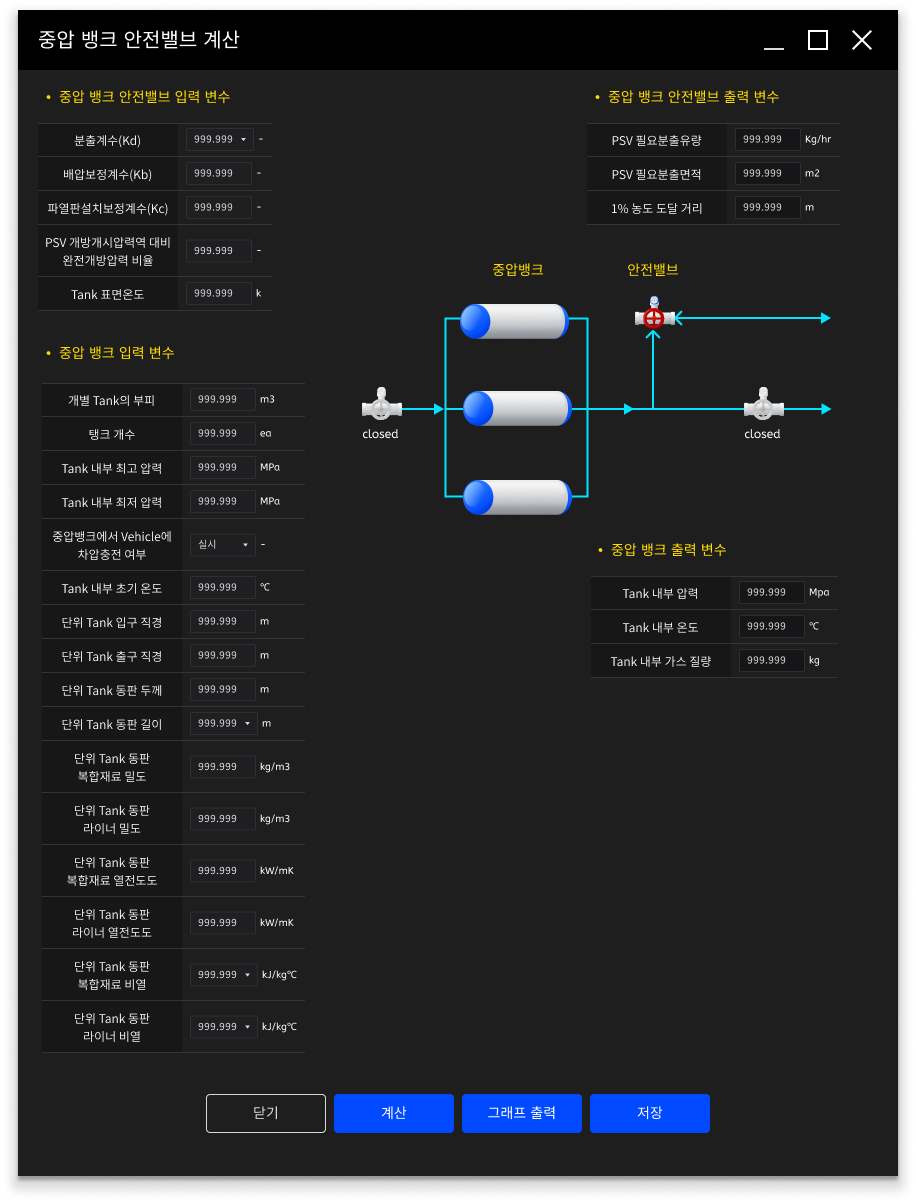 중압 뱅크 안전밸브 계산
• 중압 뱅크 안전밸브 입력 변수
분출계수(Kd) 999.999 -
배압보정계수(Kb) 999.999 -
파열판설치보정계수(Kc) 999.999 -
PSV 개방개시압력역 대비
완전개방압력 비율 999.999 -
Tank 표면온도 999.999 k
• 중압 뱅크 입력 변수
개별 Tank의 부피 999.999 m3
탱크 개수 999.999 ea
Tank 내부 최고 압력 999.999 MPa
Tank 내부 최저 압력 999.999 MPa
중압뱅크에서 Vehicle에
차압충전 여부 실시 -
Tank 내부 초기 온도 999.999 ℃
단위 Tank 입구 직경 999.999 m
단위 Tank 출구 직경 999.999 m
단위 Tank 동판 두께 999.999 m
단위 Tank 동판 길이 999.999 m
단위 Tank 동판
복합재료 밀도 999.999 kg/m3
단위 Tank 동판
라이너 밀도 999.999 kg/m3
단위 Tank 동판
복합재료 열전도도 999.999 kW/mK
단위 Tank 동판
라이너 열전도도 999.999 kW/mK
단위 Tank 동판
복합재료 비열 999.999 kJ/kg℃
단위 Tank 동판
라이너 비열 999.999 kJ/kg℃
• 중압 뱅크 안전밸브 출력 변수
PSV 필요분출유량 999.999 Kg/hr
PSV 필요분출면적 999.999 m2
1% 농도 도달 거리 999.999 m
중압뱅크 안전밸브
closed closed
• 중압 뱅크 출력 변수
Tank 내부 압력 999.999 Mpa
Tank 내부 온도 999.999 ℃
Tank 내부 가스 질량 999.999 kg
닫기 계산 그래프 출력 저장